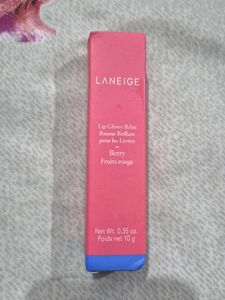 LANEIGE
Lip Glowy Balm
Baume Brillant
pour les Lèvres
Berry
Fruits rouge
Net Wt. 0.35 oz.
Poids net 10 g